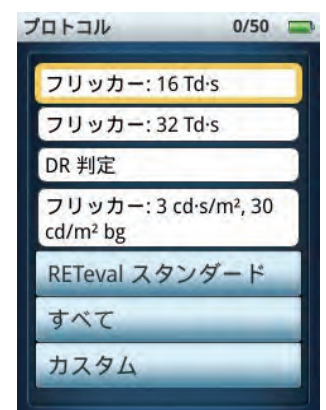 プロトコル 0/50
フリッカー: 16 Td·s
フリッカー: 32 Td·s
DR 判定
フリッカー: 3 cd·s/m², 30
cd/m² bg
RETeval スタンダード
すべて
カスタム